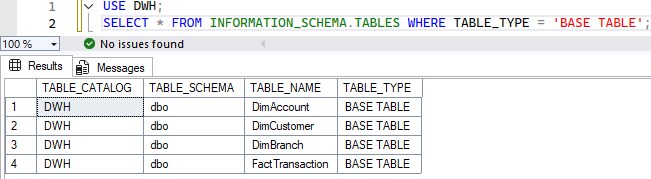 1 USE DWH;
2 SELECT * FROM INFORMATION_SCHEMA.TABLES WHERE TABLE_TYPE = 'BASE TABLE';
100 % No issues found
Results Messages
TABLE_CATALOG TABLE_SCHEMA TABLE_NAME TABLE_TYPE
1 DWH dbo DimAccount BASE TABLE
2 DWH dbo DimCustomer BASE TABLE
3 DWH dbo DimBranch BASE TABLE
4 DWH dbo FactTransaction BASE TABLE